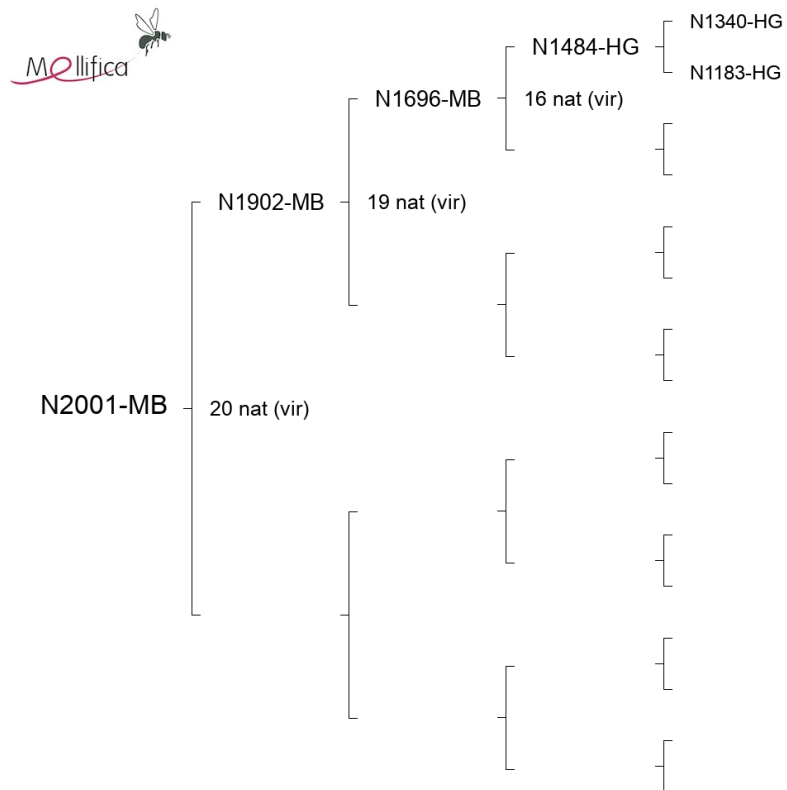 Mellifica
N1340-HG
N1484-HG
N1183-HG
N1696-MB
16 nat (vir)
N1902-MB
19 nat (vir)
N2001-MB
20 nat (vir)